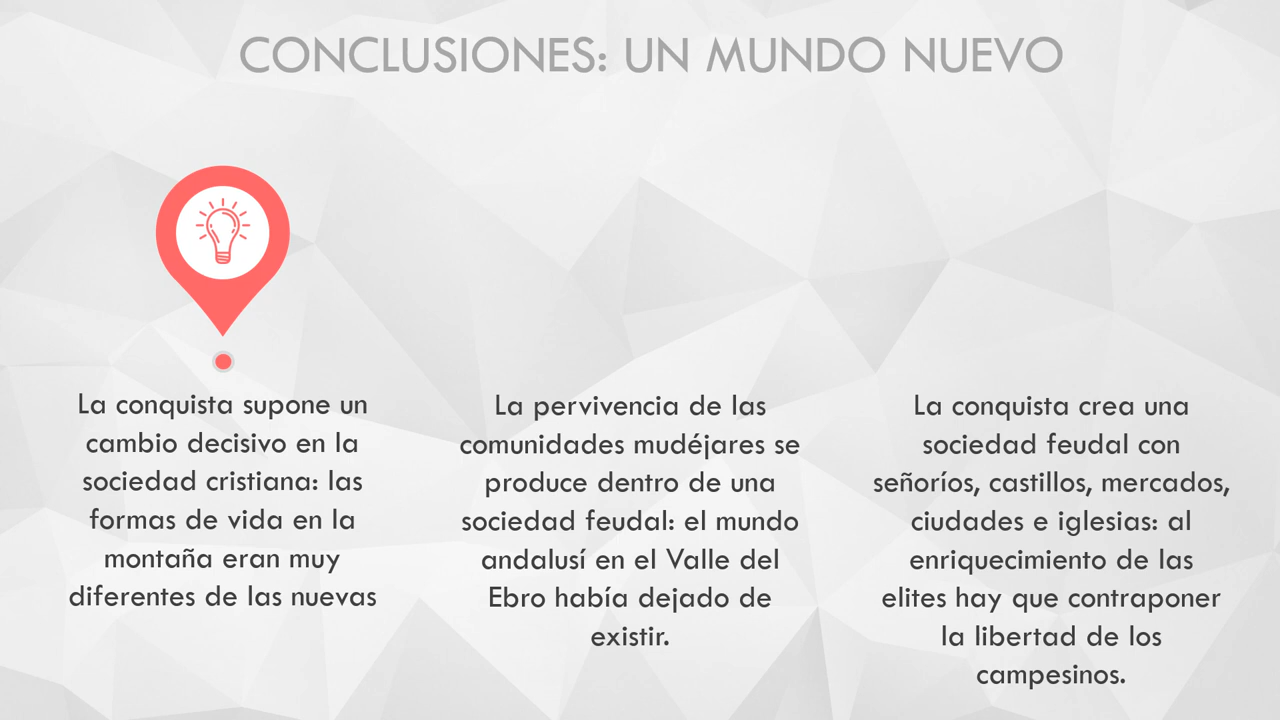 CONCLUSIONES: UN MUNDO NUEVO
La conquista supone un
cambio decisivo en la
sociedad cristiana: las
formas de vida en la
montaña eran muy
diferentes de las nuevas
La pervivencia de las
comunidades mudéjares se
produce dentro de una
sociedad feudal: el mundo
andalusí en el Valle del
Ebro había dejado de
existir.
La conquista crea una
sociedad feudal con
señoríos, castillos, mercados,
ciudades e iglesias: al
enriquecimiento de las
elites hay que contraponer
la libertad de los
campesinos.